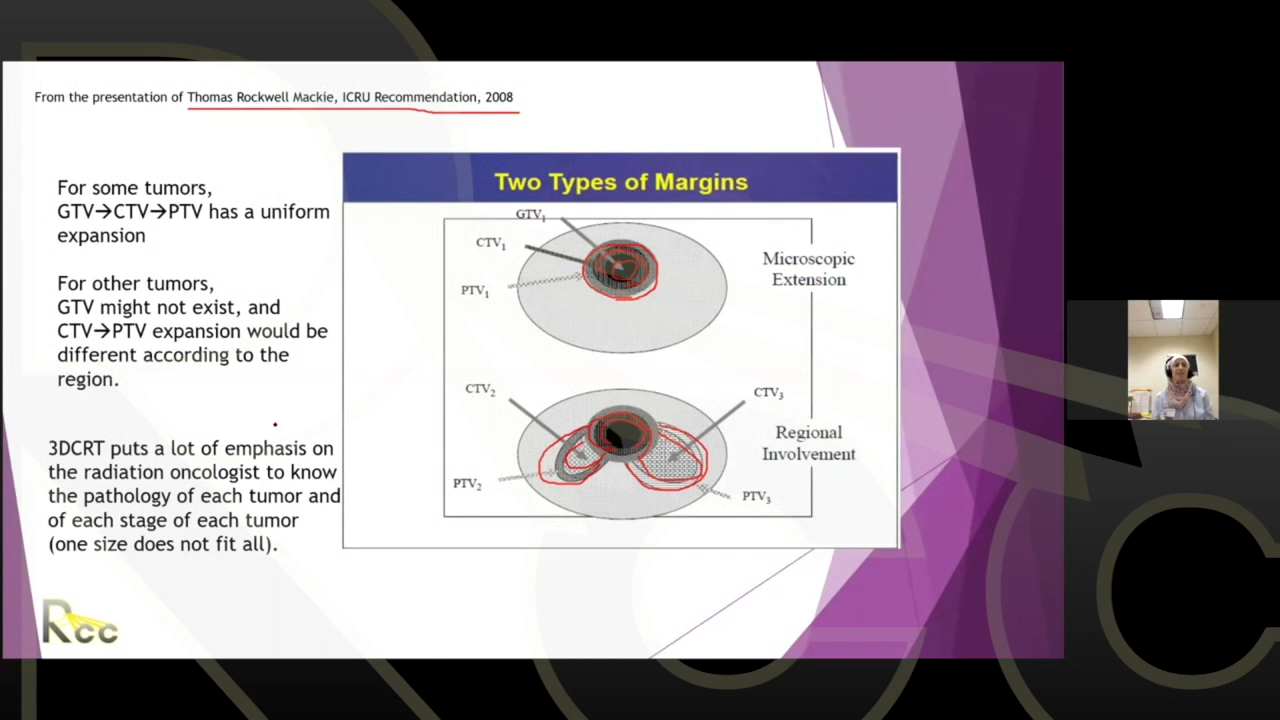 From the presentation of Thomas Rockwell Mackie, ICRU Recommendation, 2008
For some tumors,
GTV→CTV→PTV has a uniform
expansion
For other tumors,
GTV might not exist, and
CTV→PTV expansion would be
different according to the
region.
3DCRT puts a lot of emphasis on
the radiation oncologist to know
the pathology of each tumor and
of each stage of each tumor
(one size does not fit all).
Two Types of Margins
GTV₁
CTV₁
PTV₁
Microscopic
Extension
CTV₂
CTV₃
Regional
Involvement
PTV₂
PTV₃
Rcc